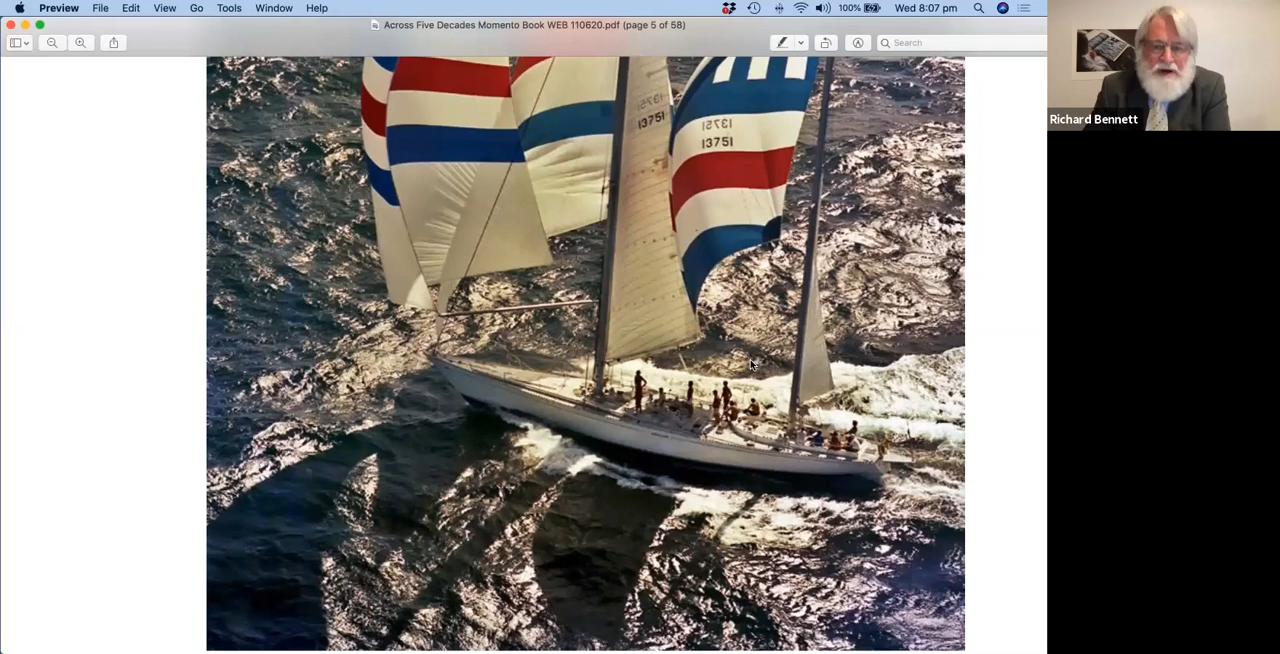 Preview File Edit View Go Tools Window Help 100% Wed 8:07 pm
Across Five Decades Momento Book WEB 110620.pdf (page 5 of 58)
Search
13751
13751
13751
13751
Richard Bennett